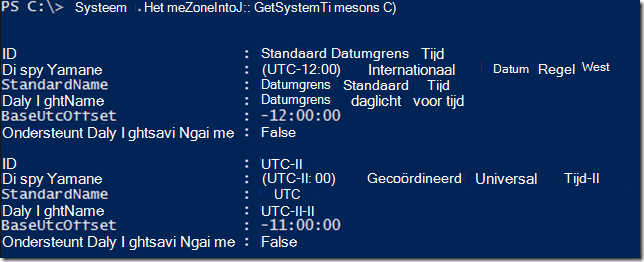 PS C:\> Systeem .Het meZoneIntoJ:: GetSystemTi mesons C)
ID : Standaard Datumgrens Tijd
Di spy Yamane : (UTC-12:00) Internationaal Datum Regel West
StandardName : Datumgrens Standaard Tijd
Daly I ghtName : Datumgrens daglicht voor tijd
BaseUtcOffset : -12:00:00
Ondersteunt Daly I ghtsavi Ngai me : False
ID : UTC-II
Di spy Yamane : (UTC-II: 00) Gecoördineerd Universal Tijd-II
StandardName : UTC
Daly I ghtName : UTC-II-II
BaseUtcOffset : -11:00:00
Ondersteunt Daly I ghtsavi Ngai me : False